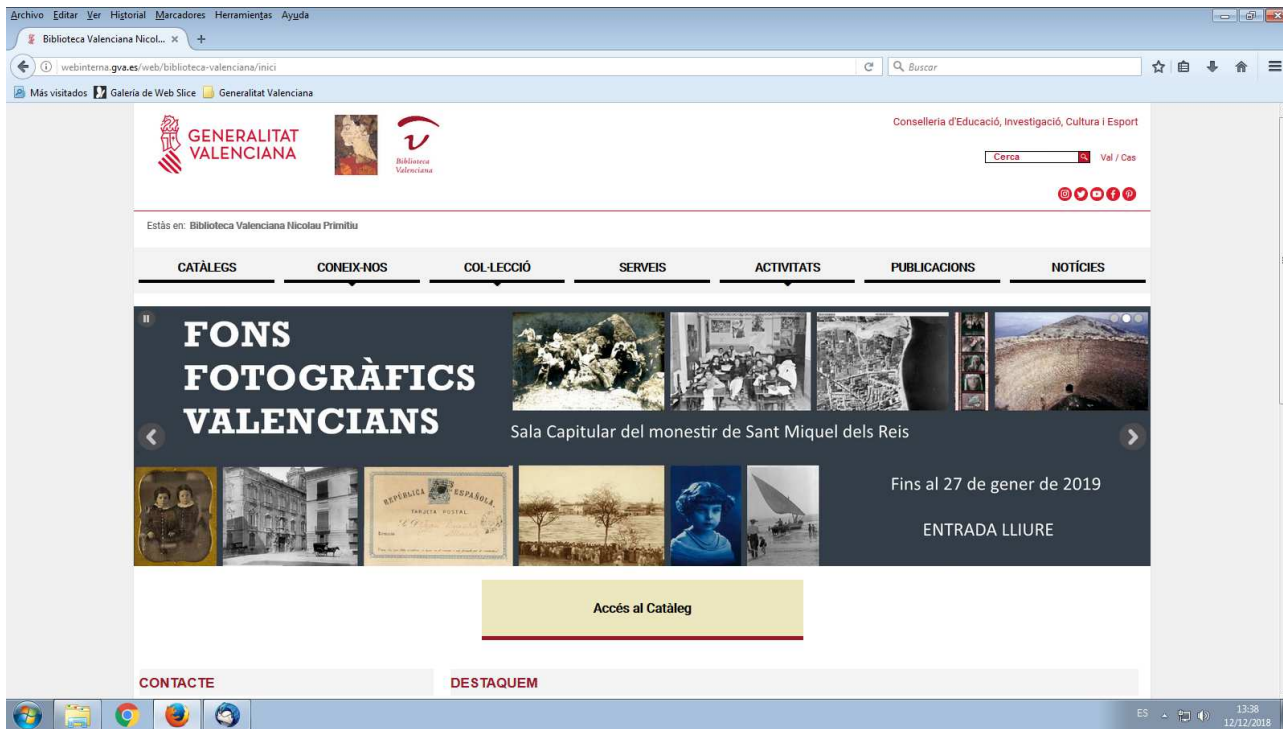 Archivo Editar Ver Historial Marcadores Herramientas Ayuda
Biblioteca Valenciana Nicol... × +
webinterna.gva.es/web/biblioteca-valenciana/inici
Buscar
Más visitados Galería de Web Slice Generalitat Valenciana
GENERALITAT
VALENCIANA
Biblioteca
Valenciana
Conselleria d'Educació, Investigació, Cultura i Esport
Cerca
Val / Cas
Estàs en: Biblioteca Valenciana Nicolau Primitiu
CATÀLEGS CONEIX-NOS COL·LECCIÓ SERVEIS ACTIVITATS PUBLICACIONS NOTÍCIES
FONS
FOTOGRÀFICS
VALENCIANS
Sala Capitular del monestir de Sant Miquel dels Reis
REPÚBLICA ESPAÑOLA.
TARJETA POSTAL
Fins al 27 de gener de 2019
ENTRADA LLIURE
Accés al Catàleg
CONTACTE
DESTAQUEM
ES
13:38
12/12/2018